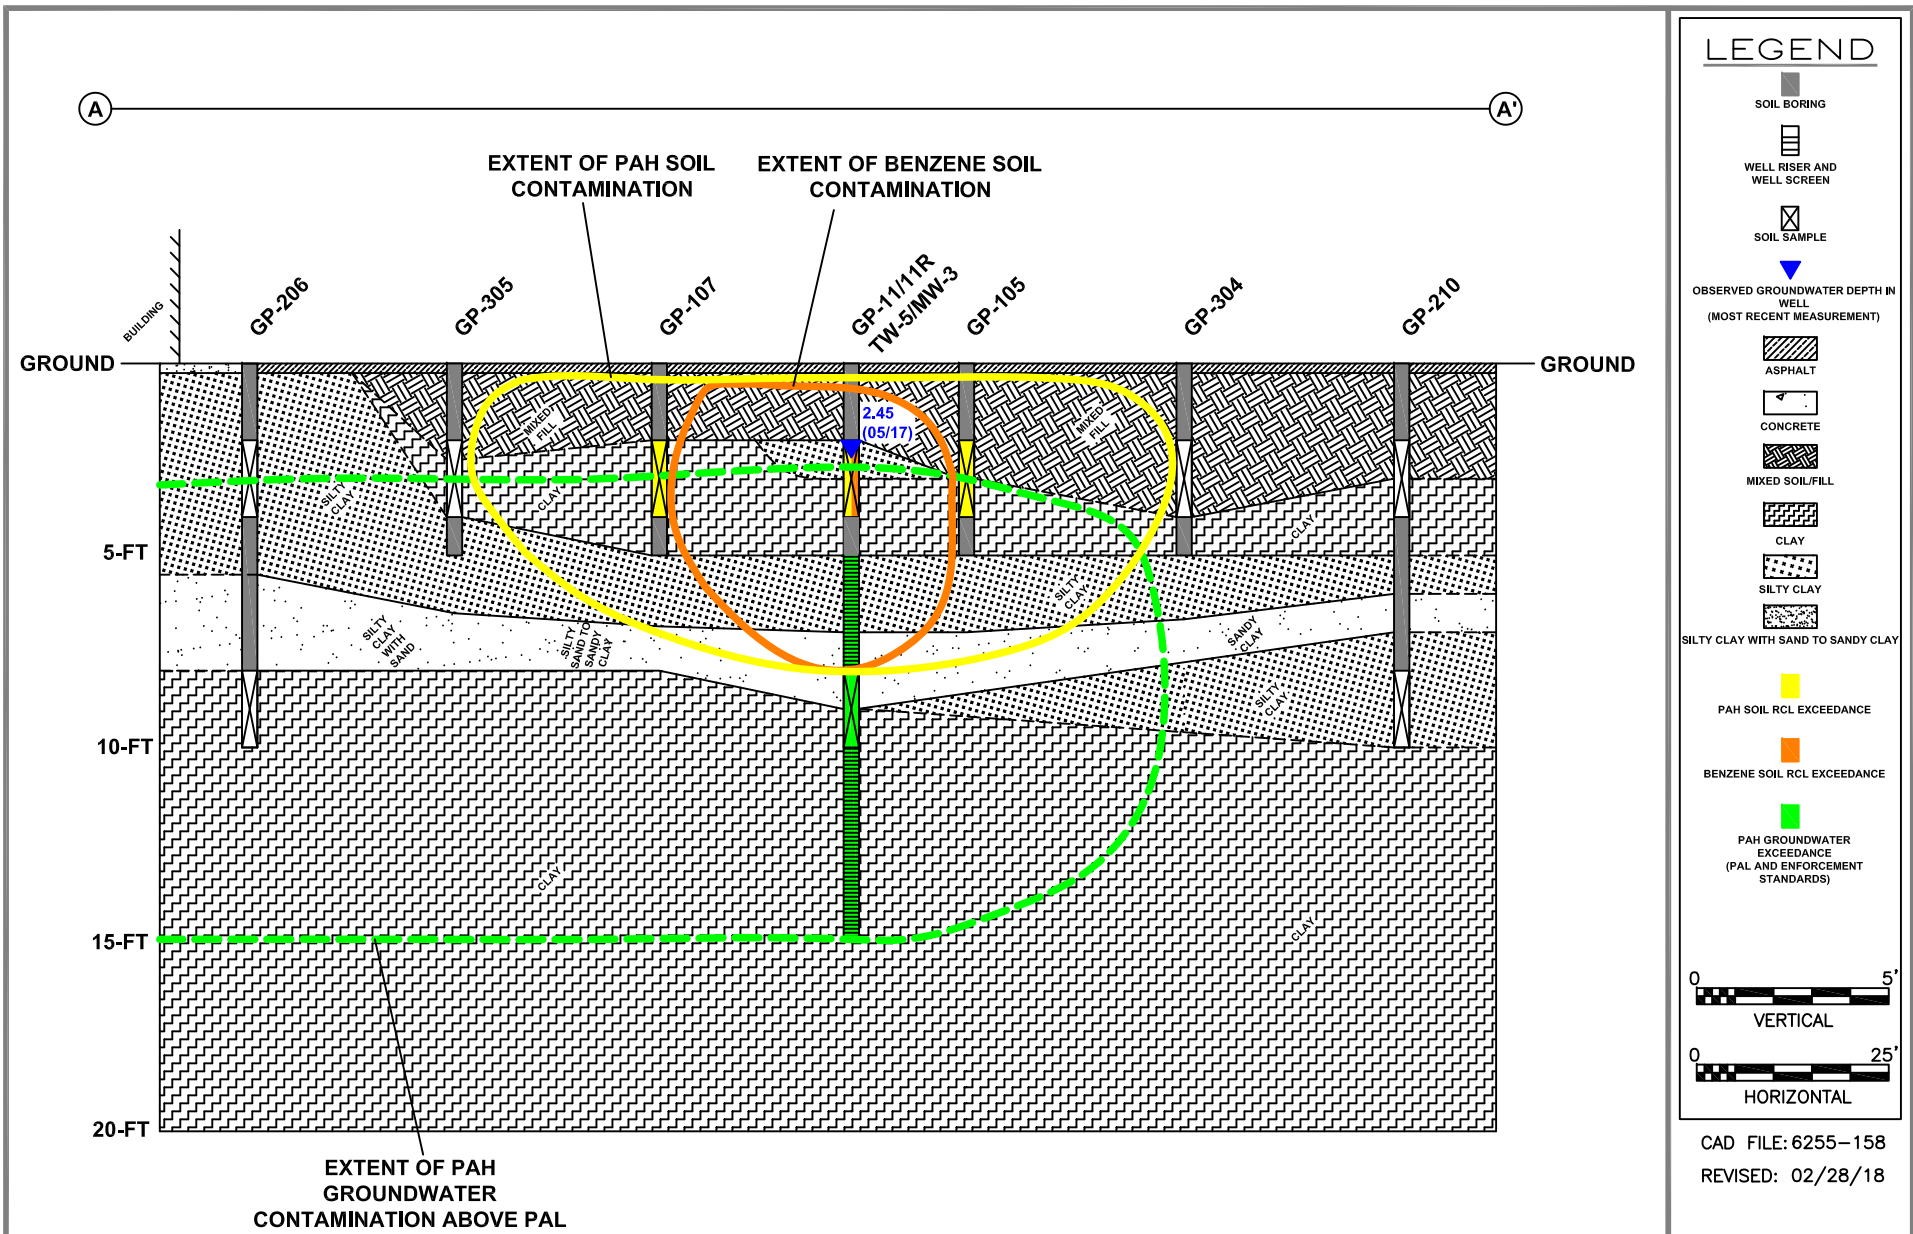 A
A'
EXTENT OF PAH SOIL
CONTAMINATION
EXTENT OF BENZENE SOIL
CONTAMINATION
BUILDING
GP-206
GP-305
GP-107
GP-11/11R
TW-5/MW-3
GP-105
GP-304
GP-210
GROUND
GROUND
2.45
(05/17)
MIXED
FILL
MIXED
FILL
SILTY
CLAY
CLAY
CLAY
5-FT
SILTY
CLAY
SILTY
CLAY
WITH
SAND
SILTY
SAND TO
SANDY
CLAY
SANDY
CLAY
SILTY
CLAY
10-FT
CLAY
CLAY
15-FT
20-FT
EXTENT OF PAH
GROUNDWATER
CONTAMINATION ABOVE PAL
LEGEND
SOIL BORING
WELL RISER AND
WELL SCREEN
SOIL SAMPLE
OBSERVED GROUNDWATER DEPTH IN
WELL
(MOST RECENT MEASUREMENT)
ASPHALT
CONCRETE
MIXED SOIL/FILL
CLAY
SILTY CLAY
SILTY CLAY WITH SAND TO SANDY CLAY
PAH SOIL RCL EXCEEDANCE
BENZENE SOIL RCL EXCEEDANCE
PAH GROUNDWATER
EXCEEDANCE
(PAL AND ENFORCEMENT
STANDARDS)
0 5'
VERTICAL
0 25'
HORIZONTAL
CAD FILE: 6255-158
REVISED: 02/28/18